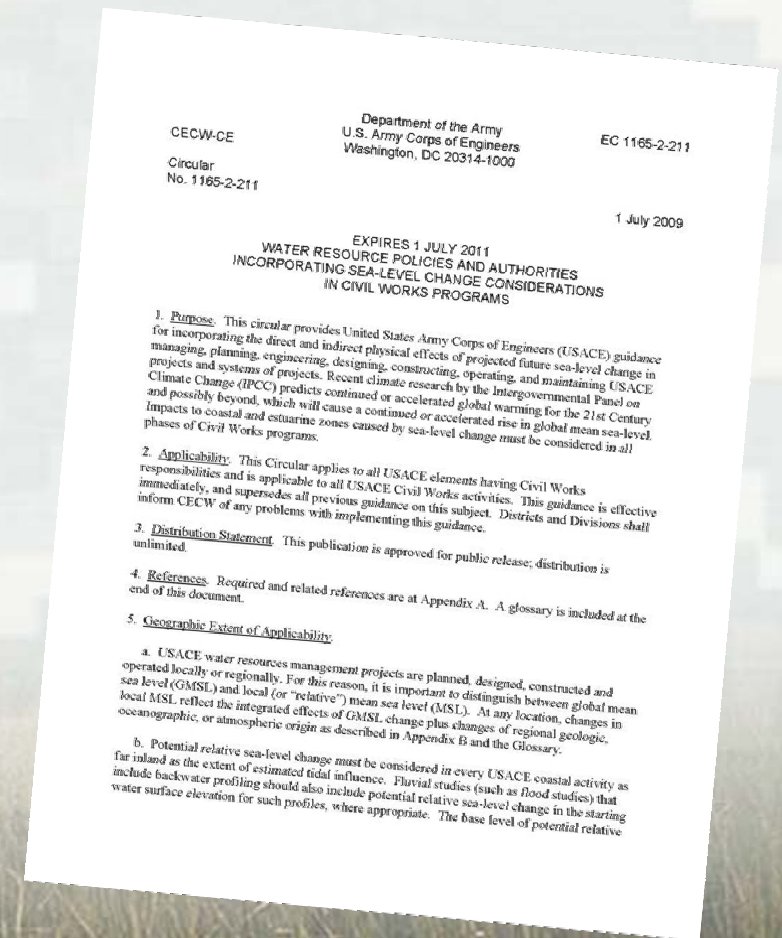 CECW-CE
Department of the Army
U.S. Army Corps of Engineers
Washington, DC 20314-1000
EC 1165-2-211
Circular
No. 1165-2-211
1 July 2009
EXPIRES 1 JULY 2011
WATER RESOURCE POLICIES AND AUTHORITIES
INCORPORATING SEA-LEVEL CHANGE CONSIDERATIONS
IN CIVIL WORKS PROGRAMS
1. Purpose. This circular provides United States Army Corps of Engineers (USACE) guidance
for incorporating the direct and indirect physical effects of projected future sea-level change in
managing, planning, engineering, designing, constructing, operating, and maintaining USACE
projects and systems of projects. Recent climate research by the Intergovernmental Panel on
Climate Change (IPCC) predicts continued or accelerated global warming for the 21st Century
and possibly beyond, which will cause a continued or accelerated rise in global mean sea-level.
Impacts to coastal and estuarine zones caused by sea-level change must be considered in all
phases of Civil Works programs.
2. Applicability. This Circular applies to all USACE elements having Civil Works
responsibilities and is applicable to all USACE Civil Works activities. This guidance is effective
immediately, and supersedes all previous guidance on this subject. Districts and Divisions shall
inform CECW of any problems with implementing this guidance.
3. Distribution Statement. This publication is approved for public release; distribution is
unlimited.
4. References. Required and related references are at Appendix A. A glossary is included at the
end of this document.
5. Geographic Extent of Applicability.
a. USACE water resources management projects are planned, designed, constructed and
operated locally or regionally. For this reason, it is important to distinguish between global mean
sea level (GMSL) and local (or “relative”) mean sea level (MSL). At any location, changes in
local MSL reflect the integrated effects of GMSL change plus changes of regional geologic,
oceanographic, or atmospheric origin as described in Appendix B and the Glossary.
b. Potential relative sea-level change must be considered in every USACE coastal activity as
far inland as the extent of estimated tidal influence. Fluvial studies (such as flood studies) that
include backwater profiling should also include potential relative sea-level change in the starting
water surface elevation for such profiles, where appropriate. The base level of potential relative